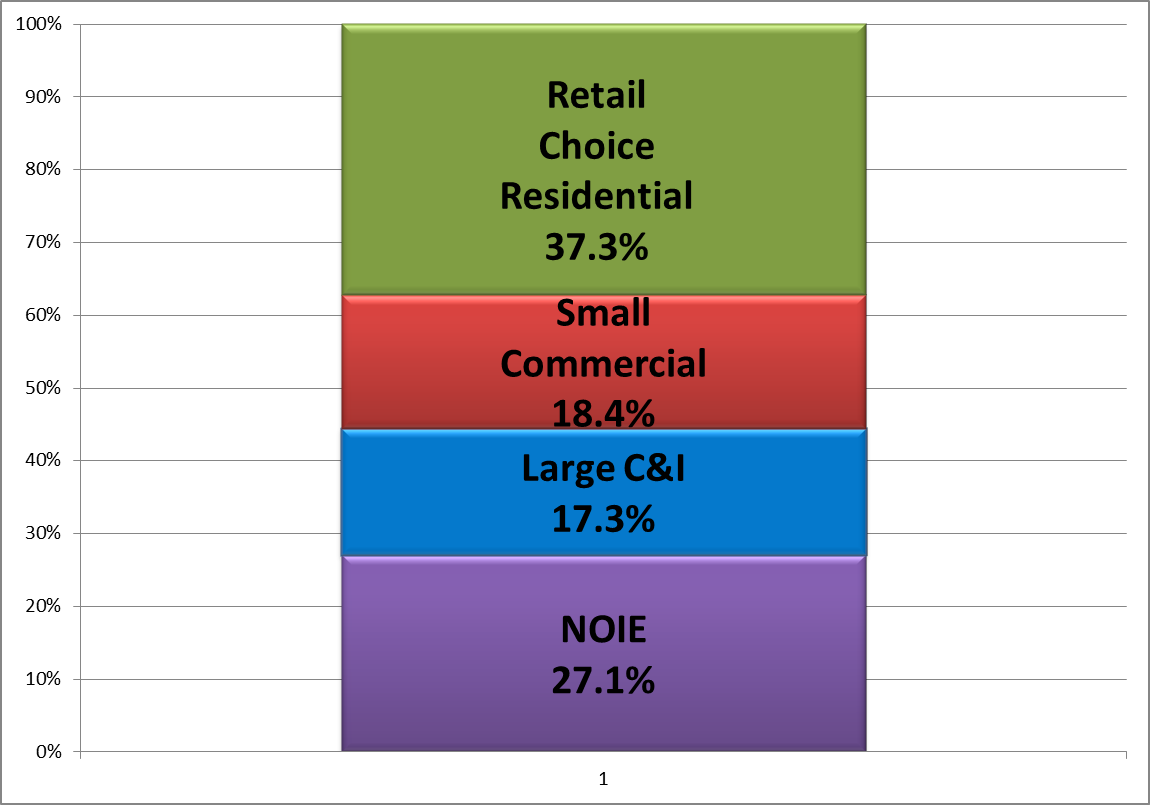 100%
90%
80%
70%
60%
50%
40%
30%
20%
10%
0%
Retail
Choice
Residential
37.3%
Small
Commercial
18.4%
Large C&I
17.3%
NOIE
27.1%
1